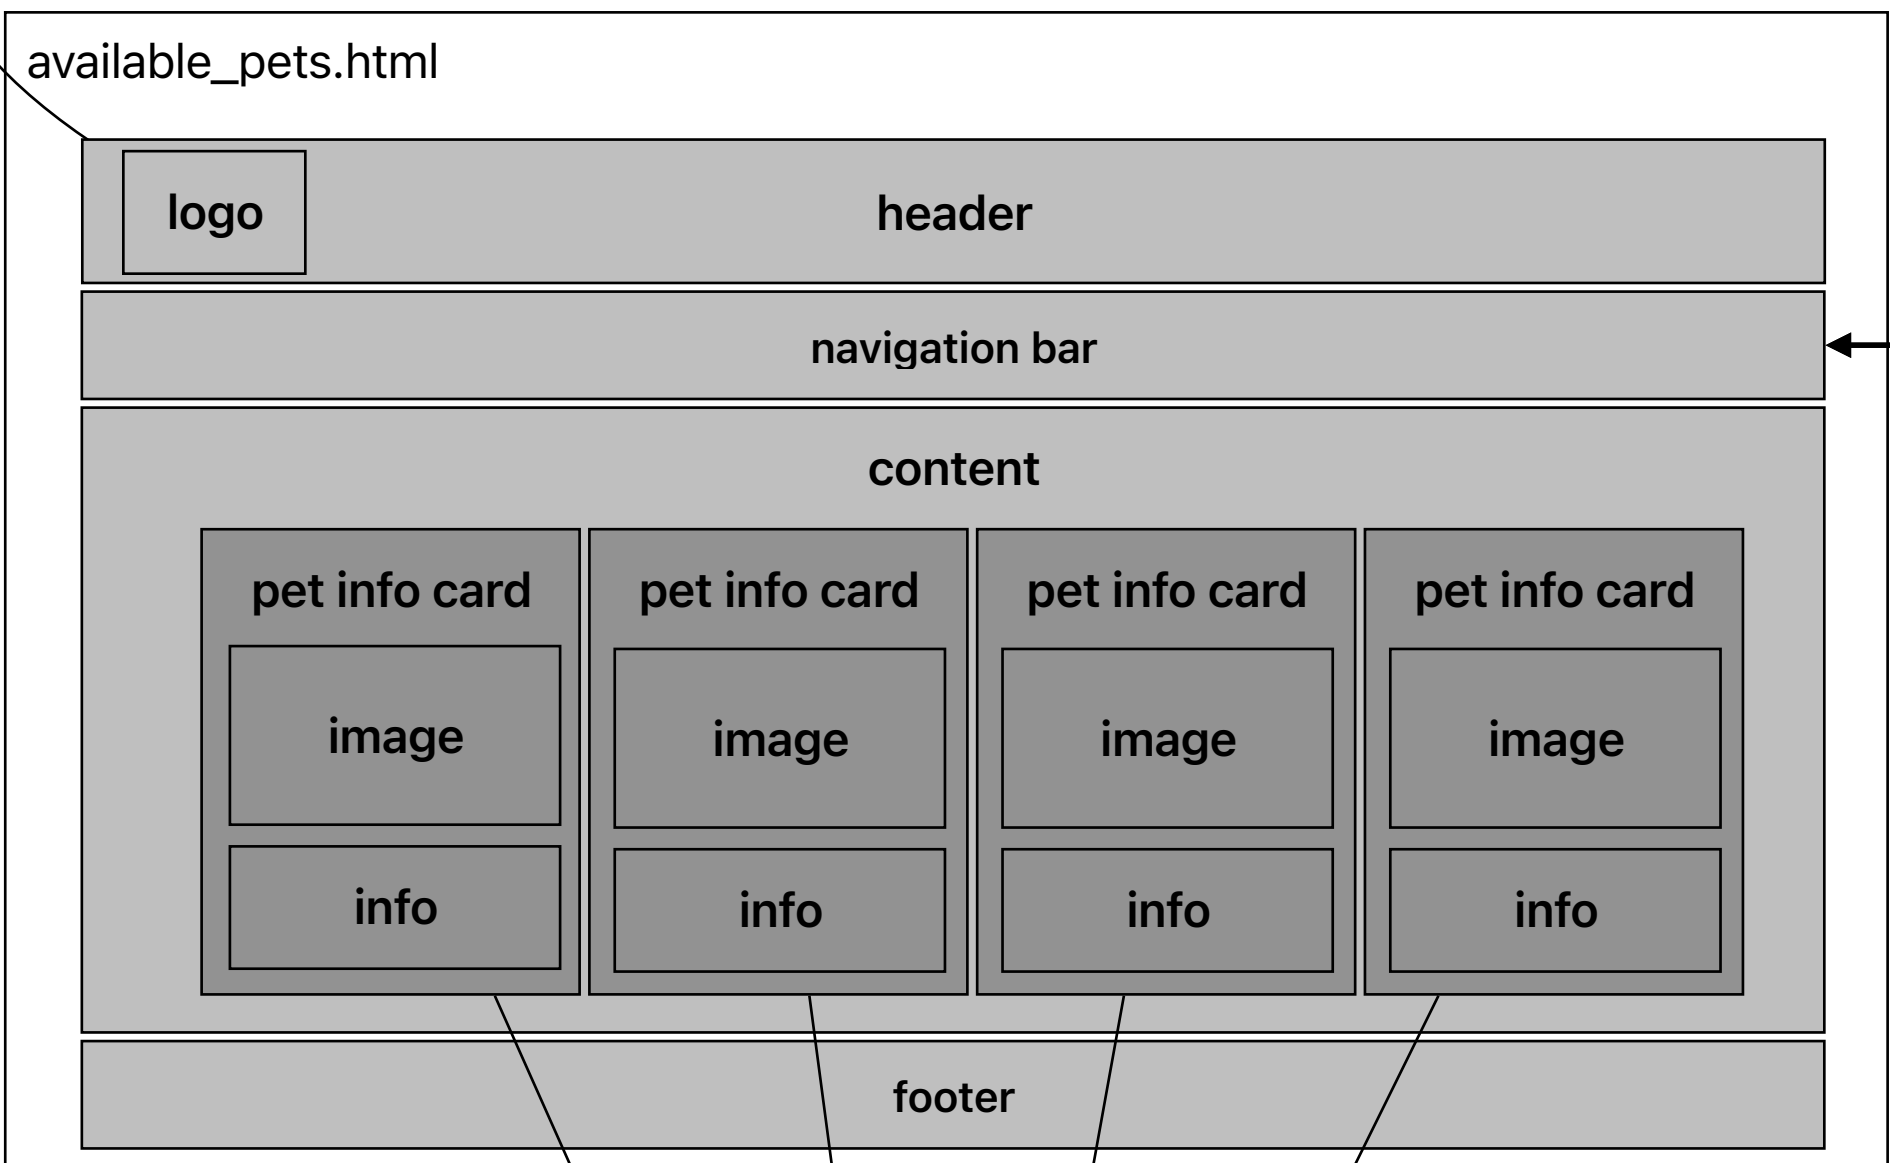 available_pets.html
logo
header
navigation bar
content
pet info card
image
info
pet info card
image
info
pet info card
image
info
pet info card
image
info
footer